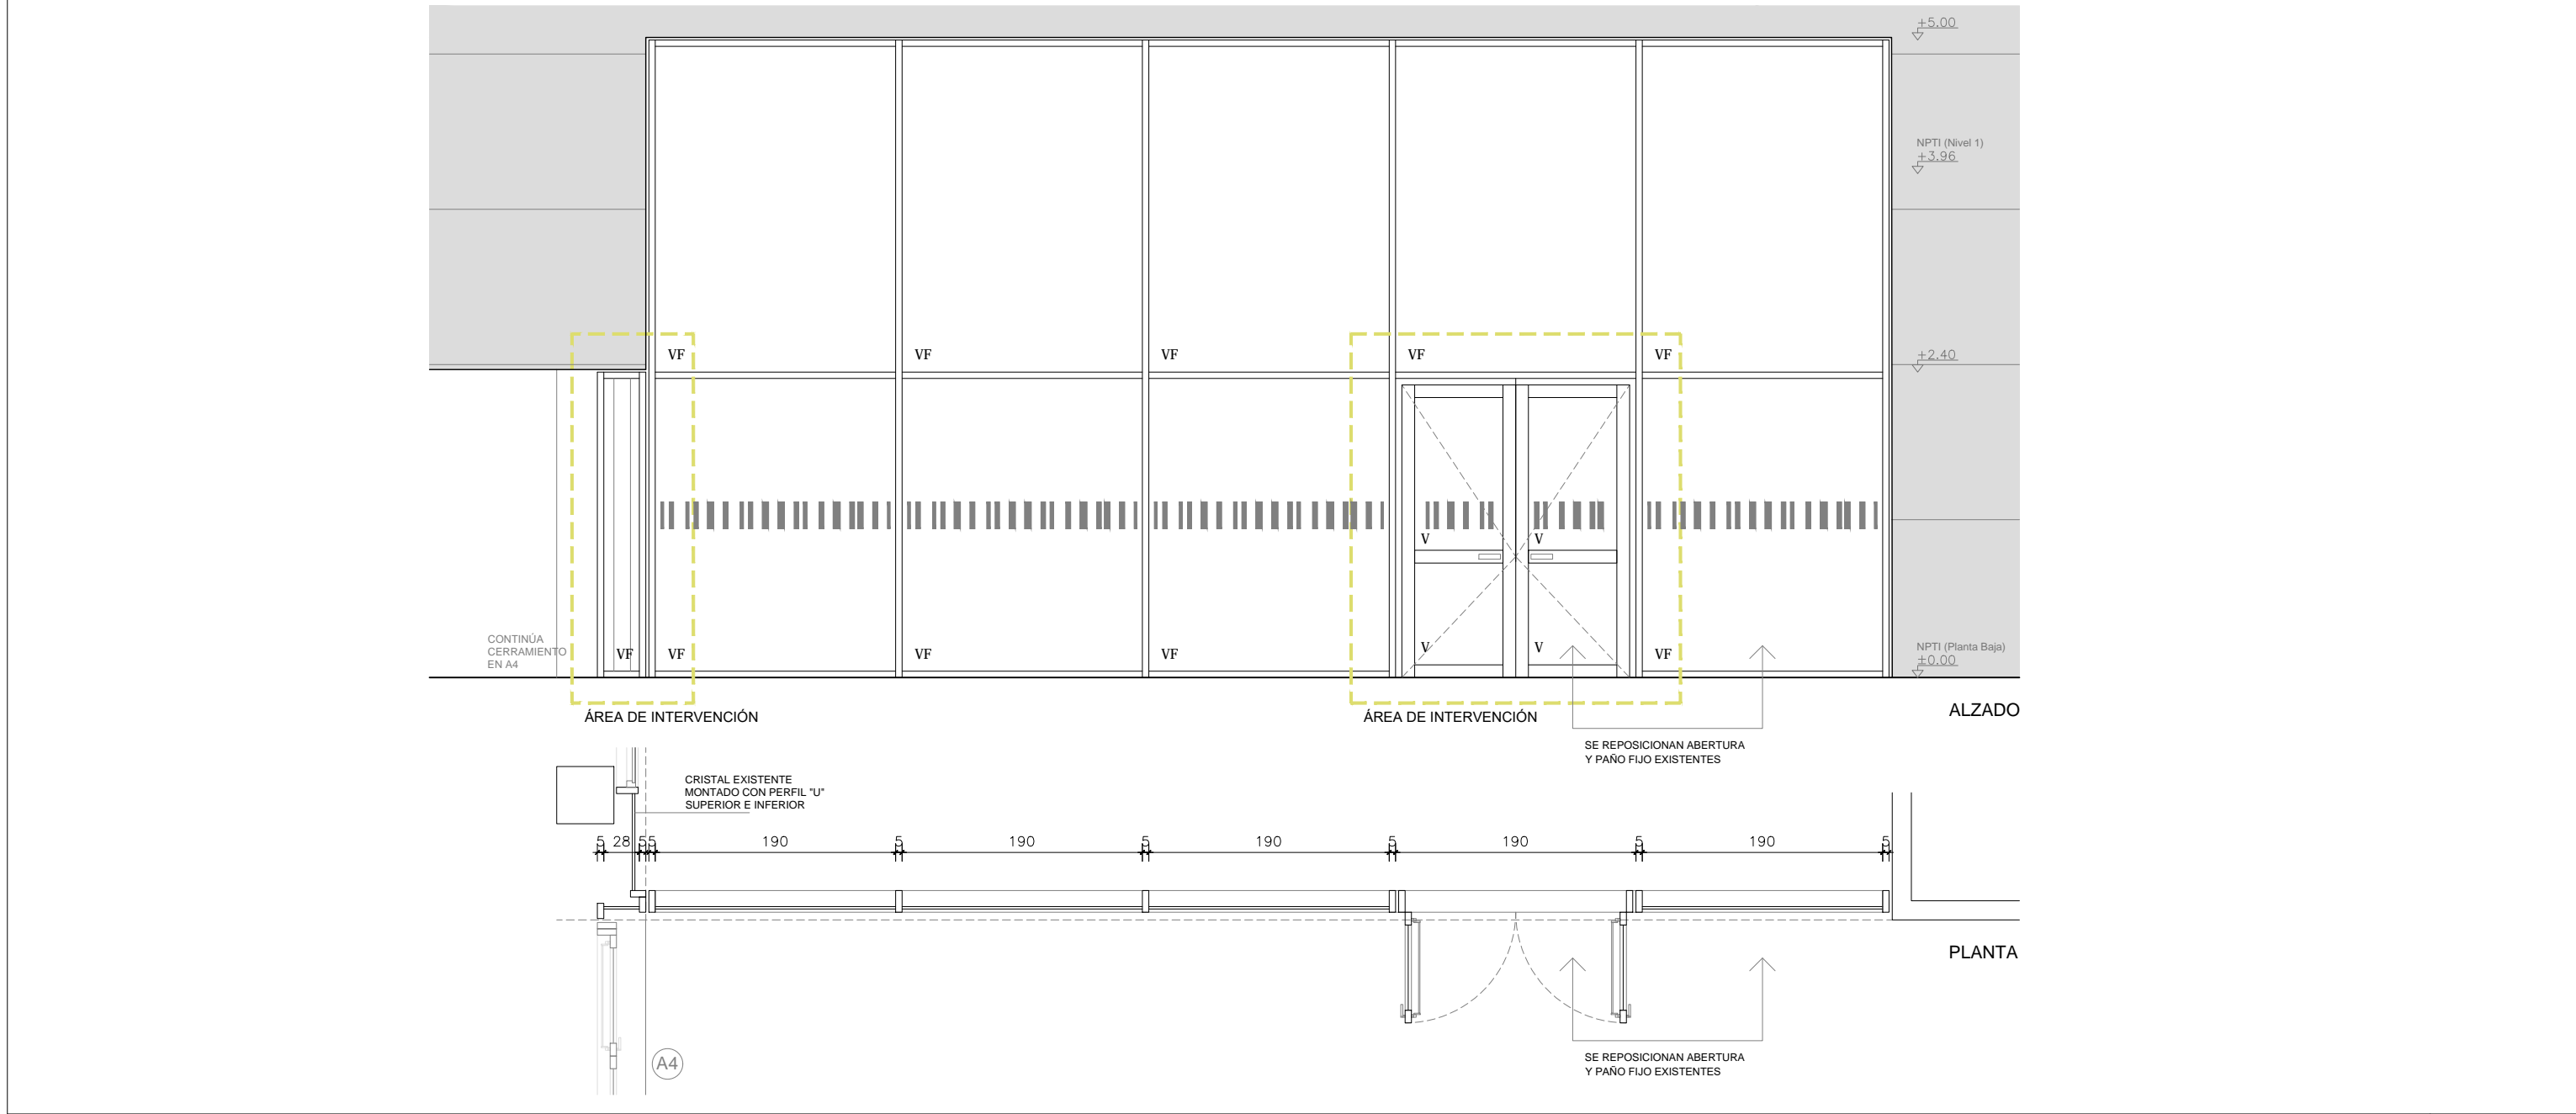 +5.00
NPTI (Nivel 1)
+3.96
VF VF VF VF VF
+2.40
V V
CONTINÚA
CERRAMIENTO
EN A4
VF VF VF VF V V VF
NPTI (Planta Baja)
±0.00
ÁREA DE INTERVENCIÓN ÁREA DE INTERVENCIÓN
ALZADO
SE REPOSICIONAN ABERTURA
Y PAÑO FIJO EXISTENTES
CRISTAL EXISTENTE
MONTADO CON PERFIL "U"
SUPERIOR E INFERIOR
5 28 5 5 190 5 190 5 190 5 190 5 190 5
PLANTA
SE REPOSICIONAN ABERTURA
Y PAÑO FIJO EXISTENTES
A4